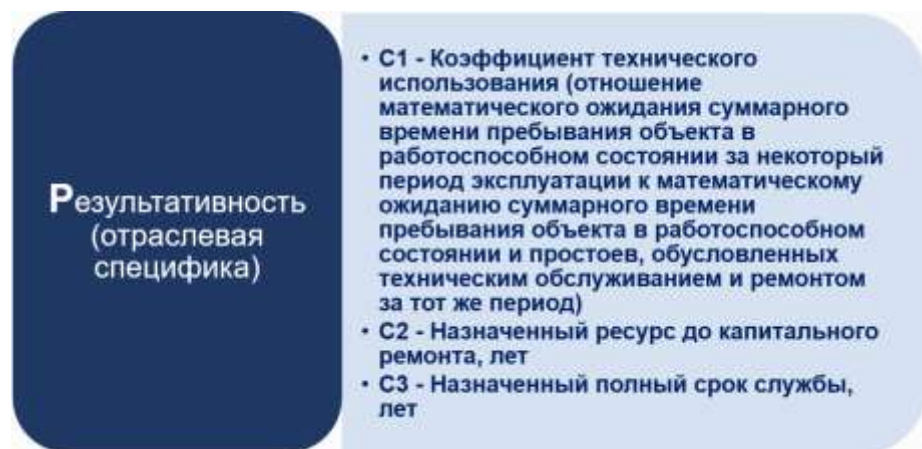 Результативность
(отраслевая
специфика)
• С1 - Коэффициент технического
использования (отношение
математического ожидания суммарного
времени пребывания объекта в
работоспособном состоянии за некоторый
период эксплуатации к математическому
ожиданию суммарного времени
пребывания объекта в работоспособном
состоянии и простоев, обусловленных
техническим обслуживанием и ремонтом
за тот же период)
• С2 - Назначенный ресурс до капитального
ремонта, лет
• С3 - Назначенный полный срок службы,
лет